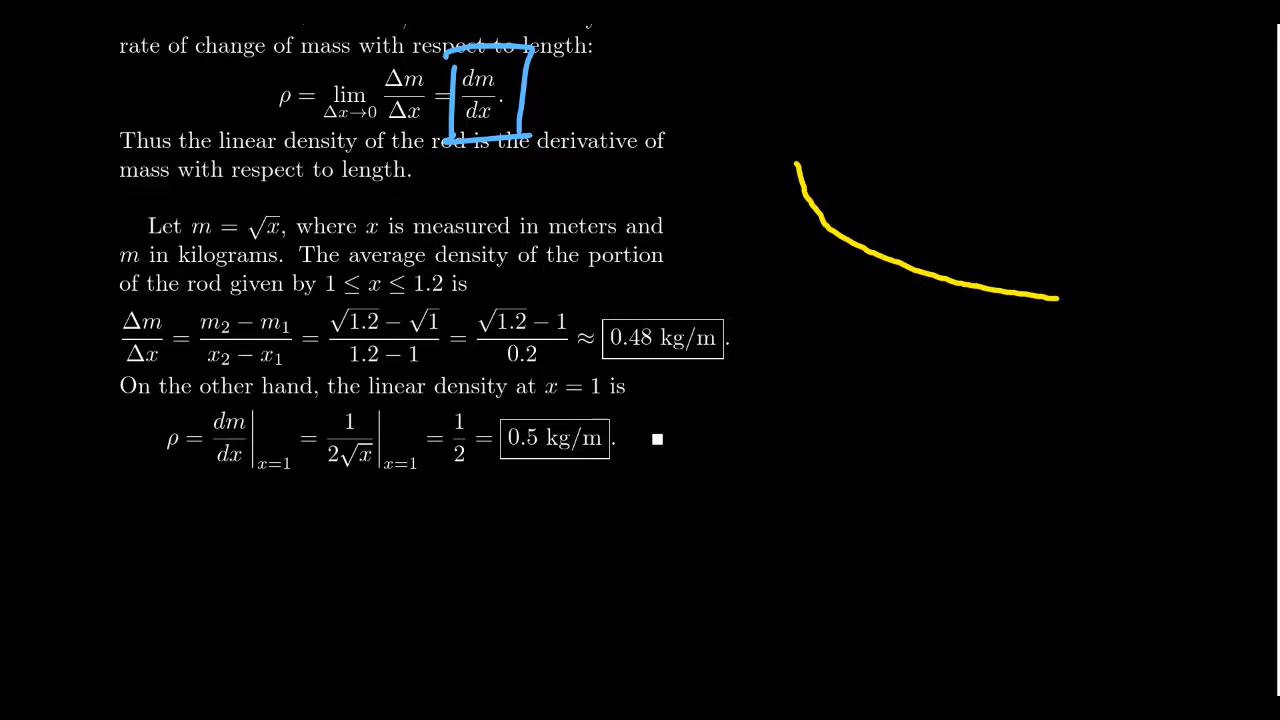 rate of change of mass with respect to length:
ρ = lim_{Δx→0} Δm/Δx = dm/dx.
Thus the linear density of the rod is the derivative of
mass with respect to length.
Let m = √x, where x is measured in meters and
m in kilograms. The average density of the portion
of the rod given by 1 ≤ x ≤ 1.2 is
Δm/Δx = (m₂ − m₁)/(x₂ − x₁) = (√1.2 − √1)/(1.2 − 1) = (√1.2 − 1)/0.2 ≈ 0.48 kg/m.
On the other hand, the linear density at x = 1 is
ρ = dm/dx|_{x=1} = 1/(2√x)|_{x=1} = 1/2 = 0.5 kg/m. ■